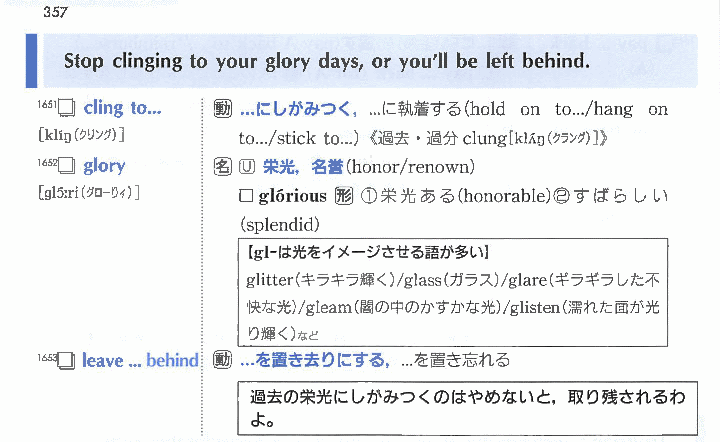 357
Stop clinging to your glory days, or you'll be left behind.
1651□ cling to... 動 …にしがみつく，…に執着する(hold on to.../hang on
[klíŋ(クリング)] to.../stick to...)《過去・過分 clung[klʌ́ŋ(クラング)]》
1652□ glory 名 U 栄光，名誉(honor/renown)
[glɔ́ːri(グローりィ)] □ glórious 形 ①栄光ある(honorable)②すばらしい
(splendid)
【gl-は光をイメージさせる語が多い】
glitter(キラキラ輝く)/glass(ガラス)/glare(ギラギラした不
快な光)/gleam(闇の中のかすかな光)/glisten(濡れた面が光
り輝く)など
1653□ leave ... behind 動 …を置き去りにする，…を置き忘れる
過去の栄光にしがみつくのはやめないと，取り残されるわ
よ。